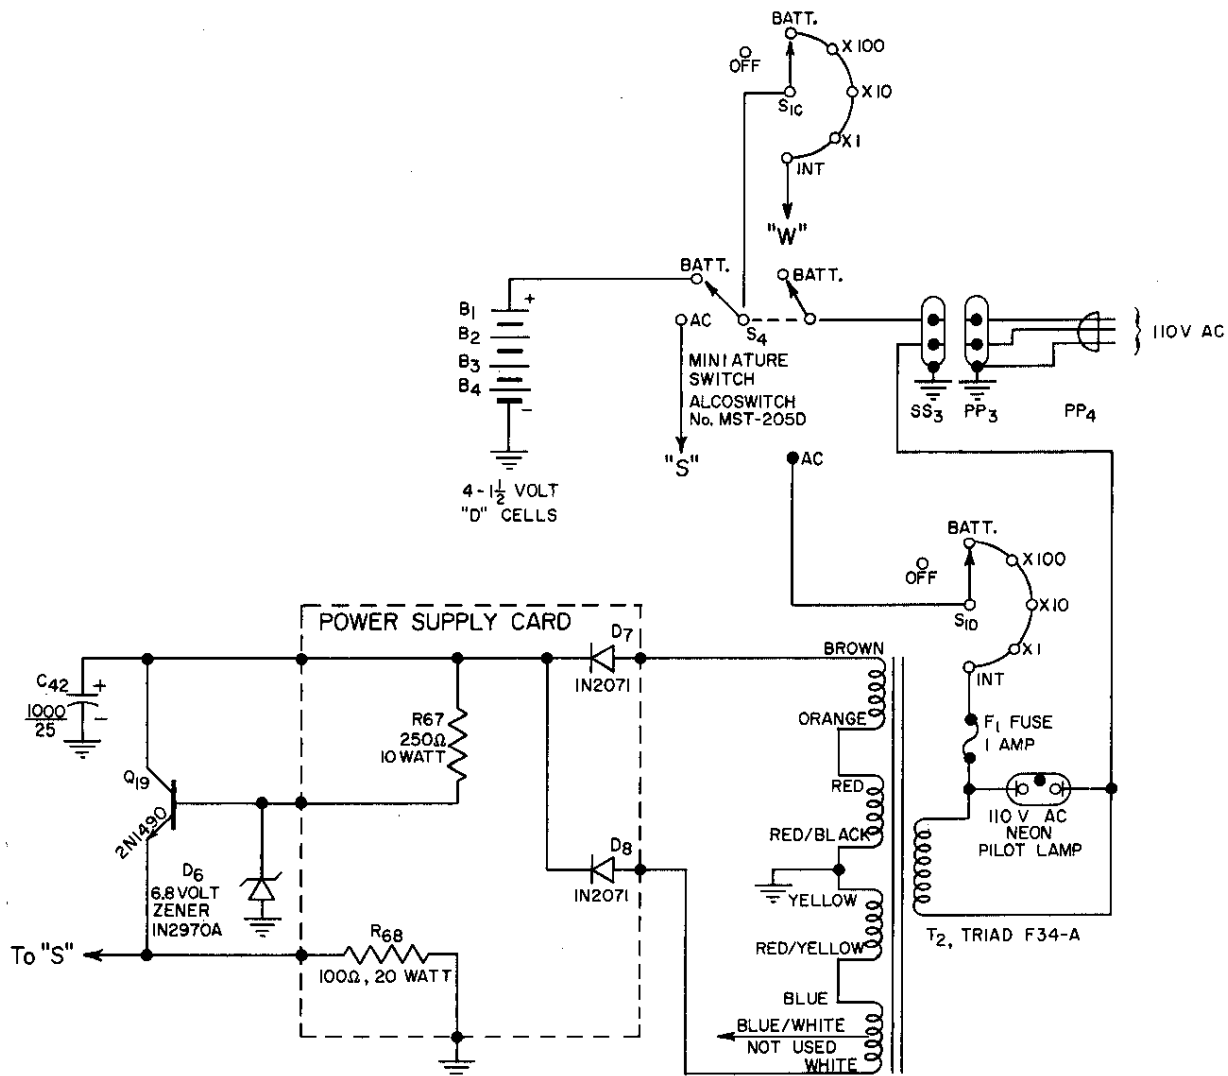 BATT.
X100
OFF
X10
S1C
X1
INT
"W"
BATT.
BATT.
+
B1
B2
B3
B4
-
AC
S4
MINIATURE
SWITCH
ALCOSWITCH
No. MST-205D
"S"
4-1½ VOLT
"D" CELLS
110V AC
SS3
PP3
PP4
AC
BATT.
X100
OFF
X10
S1D
X1
INT
F1 FUSE
1 AMP
110 V AC
NEON
PILOT LAMP
T2, TRIAD F34-A
POWER SUPPLY CARD
D7
1N2071
C42
+
1000
25
-
R67
250Ω
10 WATT
Q19
2N1490
D6
6.8 VOLT
ZENER
1N2970A
D8
1N2071
To "S"
R68
100Ω, 20 WATT
BROWN
ORANGE
RED
RED/BLACK
YELLOW
RED/YELLOW
BLUE
BLUE/WHITE
NOT USED
WHITE